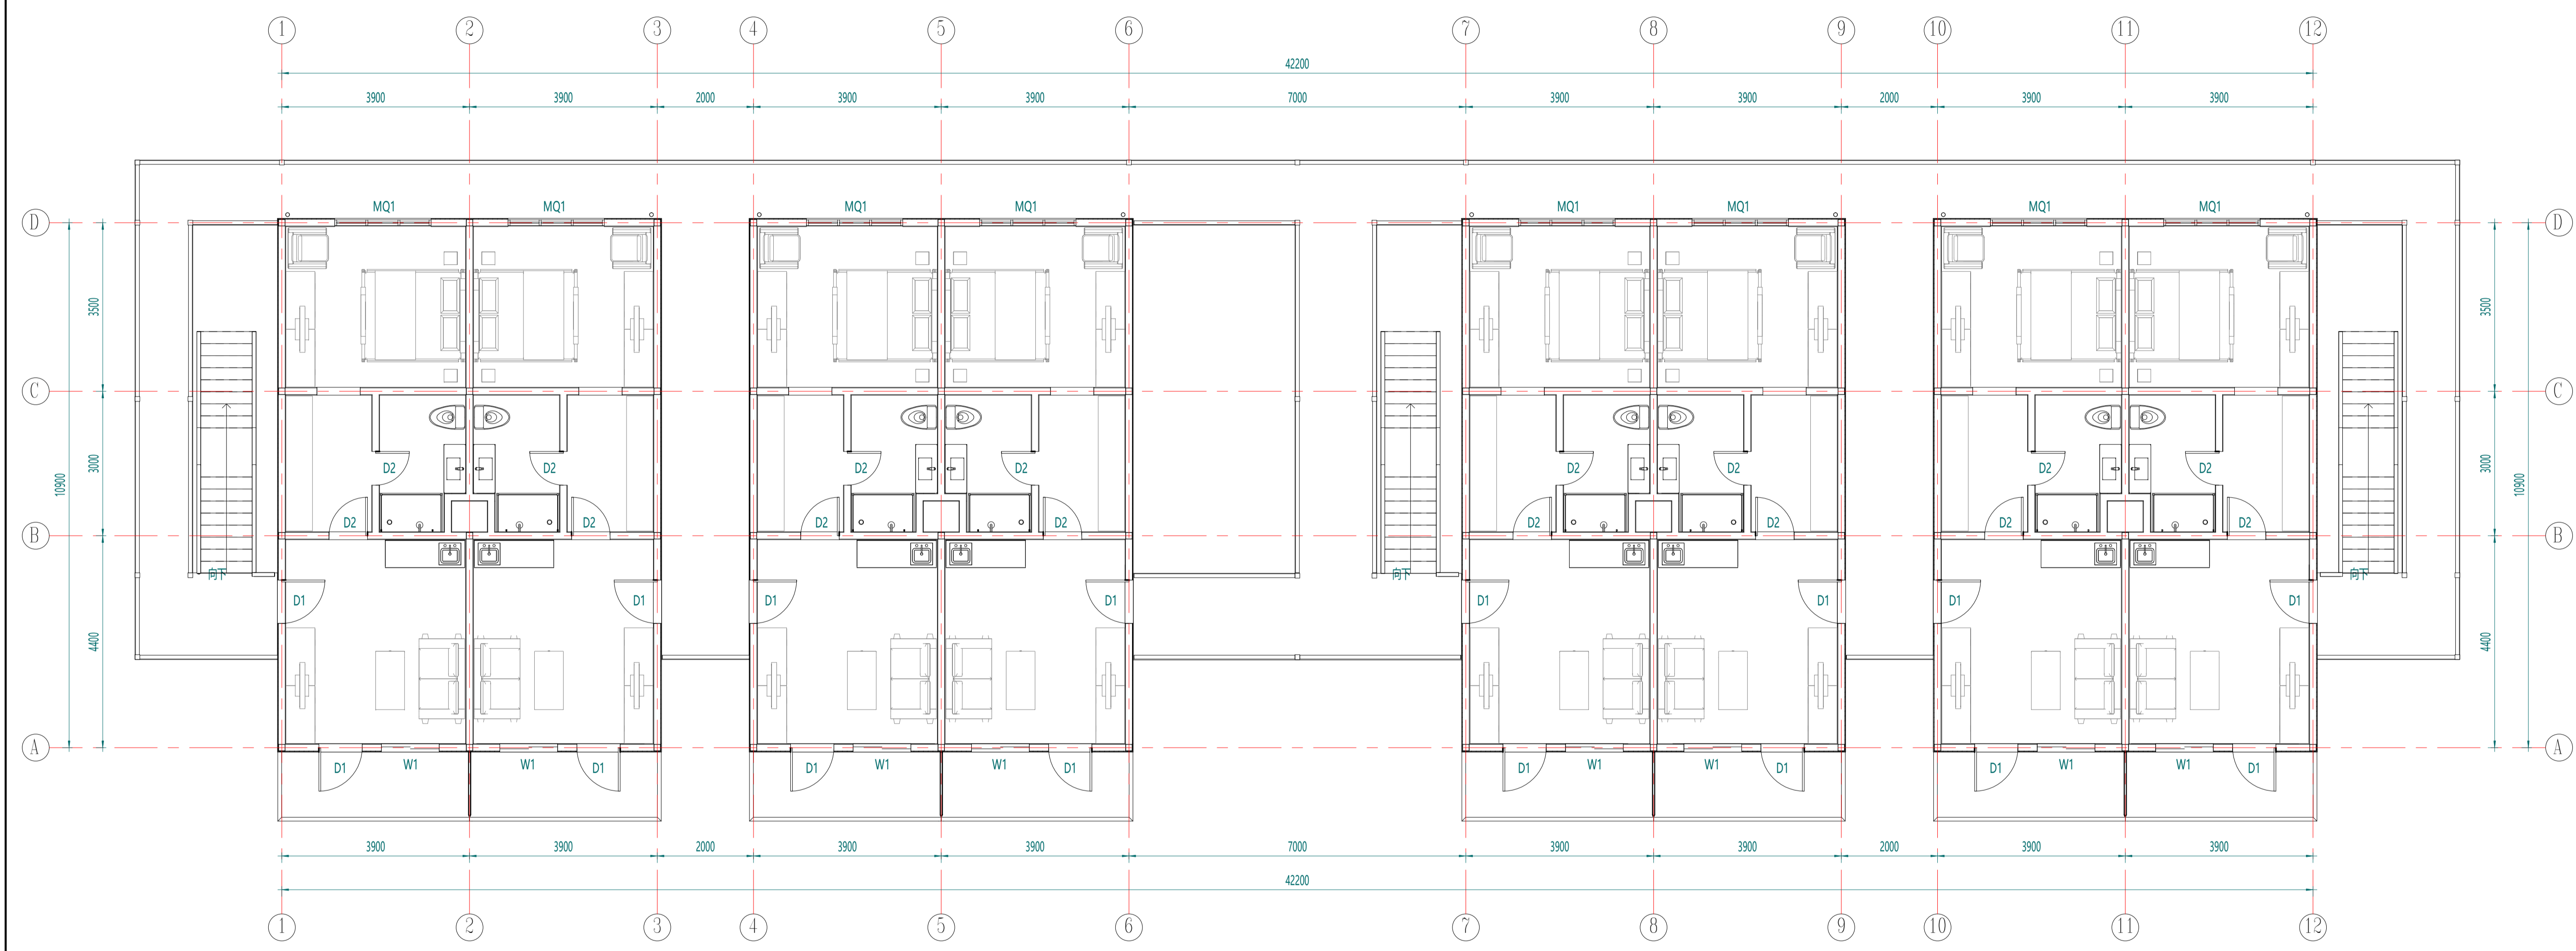 1 2 3 4 5 6 7 8 9 10 11 12
42200
3900 3900 2000 3900 3900 7000 3900 3900 2000 3900 3900
MQ1 MQ1 MQ1 MQ1 MQ1 MQ1 MQ1 MQ1
D D
3500 3500
C C
D2 D2 D2 D2 D2 D2 D2 D2
10900 3000 3000 10900
D2 D2 D2 D2 D2 D2 D2 D2
B B
向下 向下 向下
D1 D1 D1 D1 D1 D1 D1 D1
4400 4400
A A
D1 W1 W1 D1 D1 W1 W1 D1 D1 W1 W1 D1 D1 W1 W1 D1
3900 3900 2000 3900 3900 7000 3900 3900 2000 3900 3900
42200
1 2 3 4 5 6 7 8 9 10 11 12